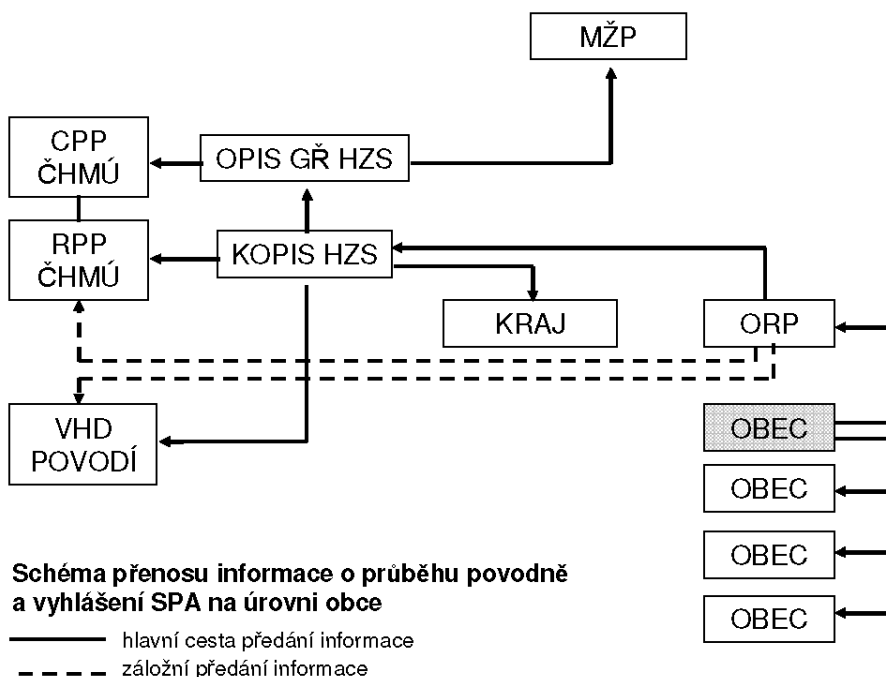 MŽP
CPP
ČHMÚ
OPIS GŘ HZS
RPP
ČHMÚ
KOPIS HZS
KRAJ
ORP
VHD
POVODÍ
OBEC
OBEC
OBEC
OBEC
Schéma přenosu informace o průběhu povodně
a vyhlášení SPA na úrovni obce
hlavní cesta předání informace
záložní předání informace